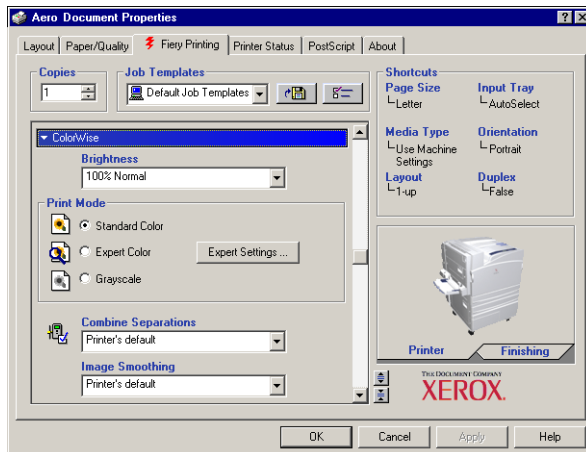 Aero Document Properties
Layout Paper/Quality Fiery Printing Printer Status PostScript About
Copies
1
Job Templates
Default Job Templates
ColorWise
Brightness
100% Normal
Print Mode
Standard Color
Expert Color
Expert Settings ...
Grayscale
Combine Separations
Printer's default
Image Smoothing
Printer's default
Shortcuts
Page Size
Letter
Input Tray
AutoSelect
Media Type
Use Machine
Settings
Orientation
Portrait
Layout
1-up
Duplex
False
Printer
Finishing
THE DOCUMENT COMPANY
XEROX.
OK Cancel Apply Help